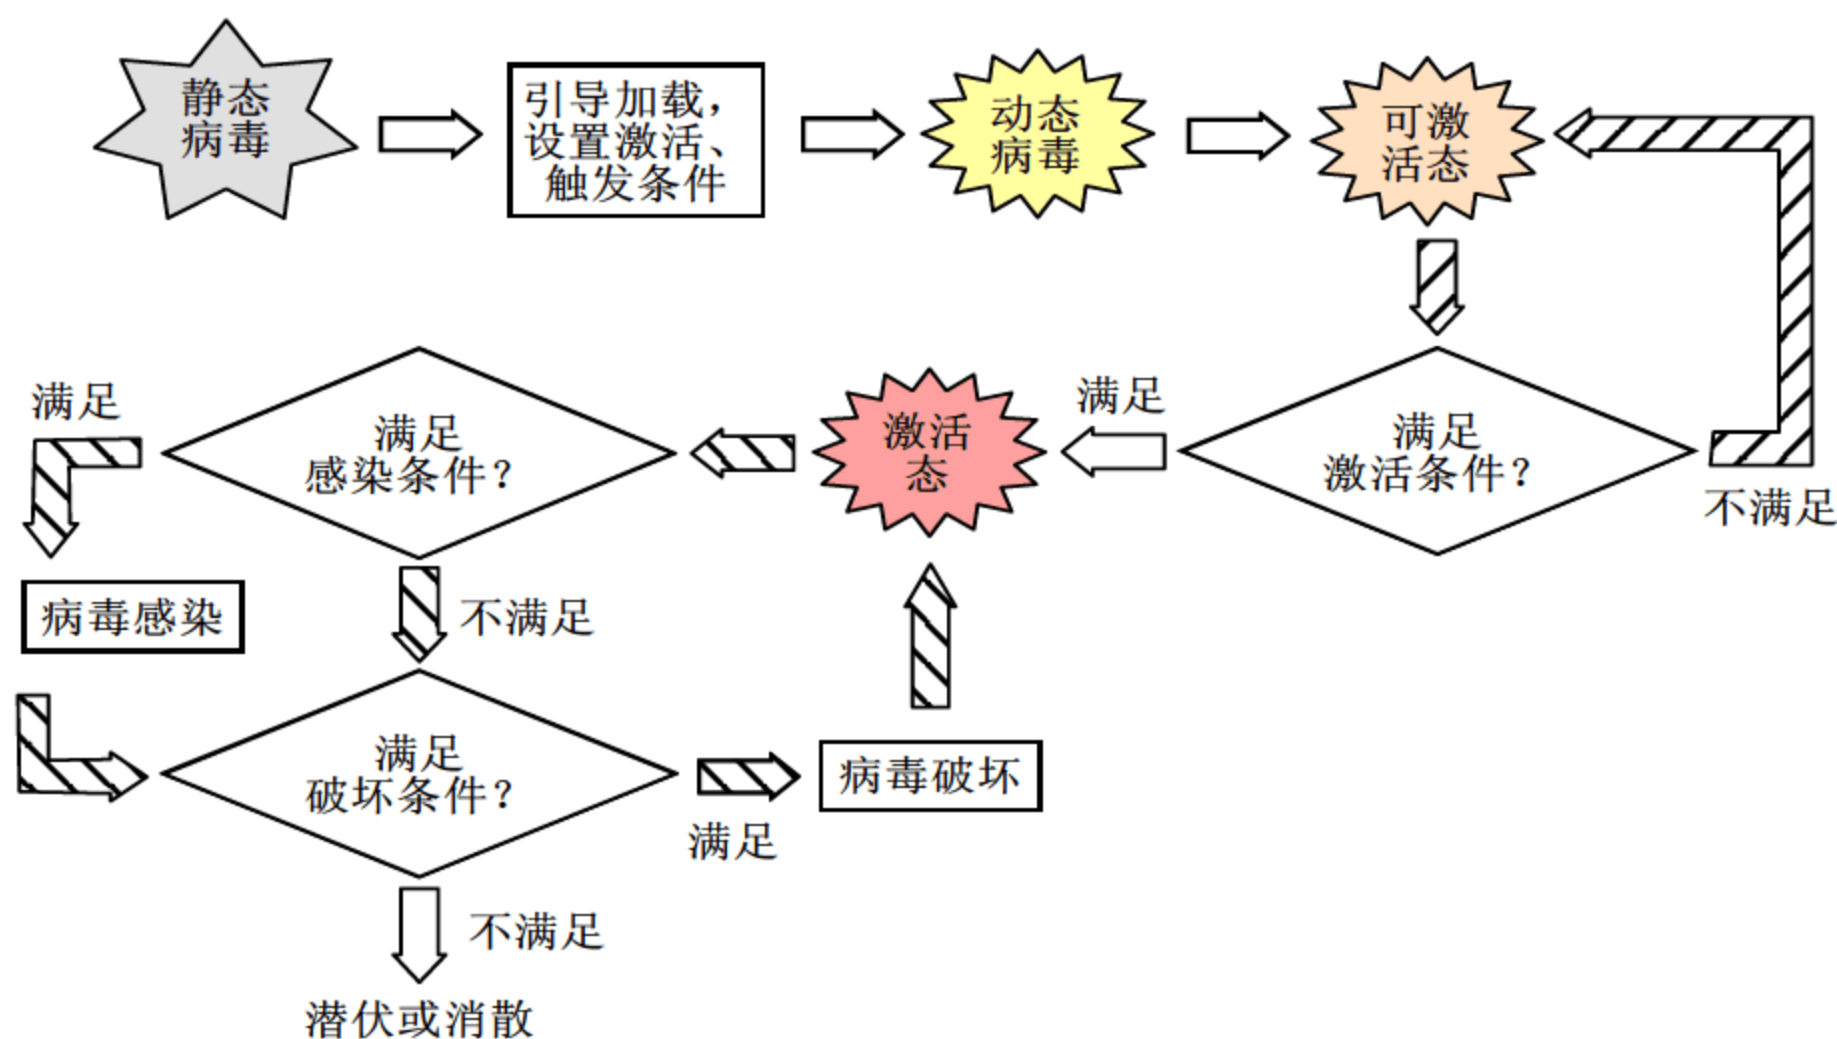 静态
病毒
引导加载，
设置激活、
触发条件
动态
病毒
可激
活态
满足
满足
感染条件？
激活
态
满足
满足
激活条件？
不满足
病毒感染
不满足
满足
破坏条件？
满足
病毒破坏
不满足
潜伏或消散